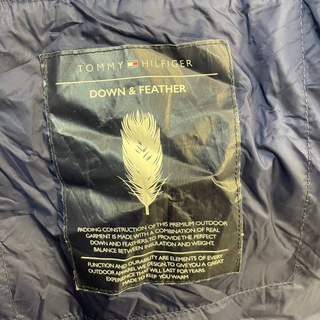 TOMMY HILFIGER
DOWN & FEATHER
PADDING CONSTRUCTION OF THIS PREMIUM OUTDOOR
GARMENT IS MADE WITH A COMBINATION OF REAL
DOWN AND FEATHERS, TO PROVIDE THE PERFECT
BALANCE BETWEEN INSULATION AND WEIGHT.
FUNCTION AND DURABILITY ARE ELEMENTS OF EVERY
OUTDOOR APPAREL WE DESIGN, TO GIVE YOU A GREAT
EXPERIENCE THAT WILL LAST FOR YEARS.
EXPERTLY MADE TO KEEP YOU WARM